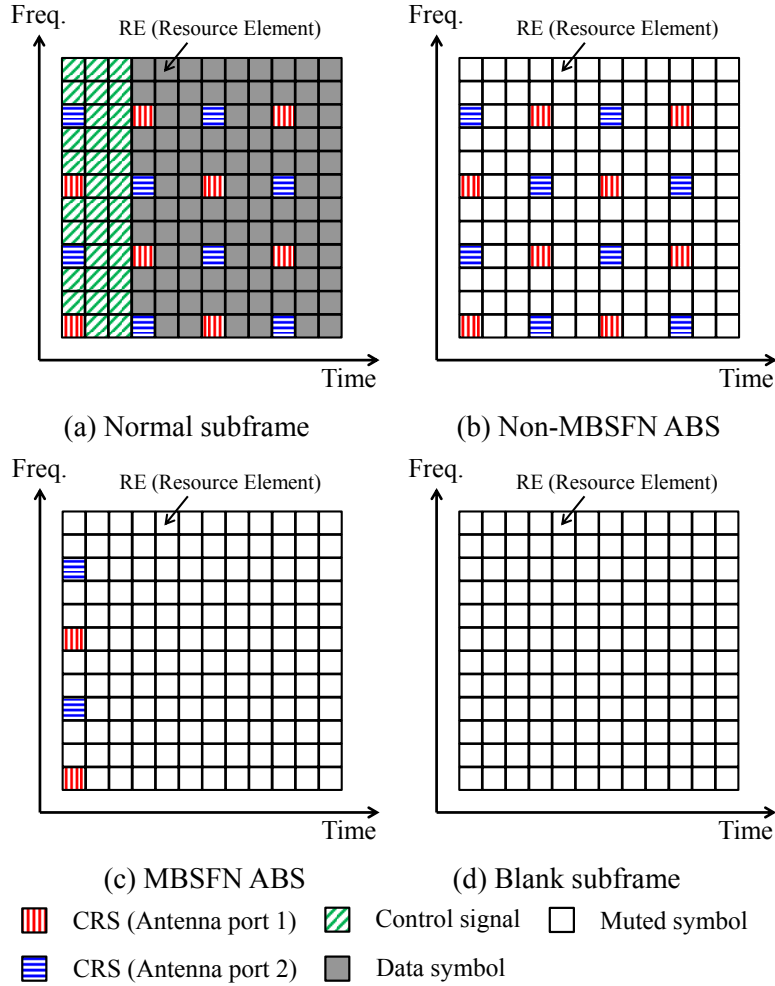 Freq.
RE (Resource Element)
Time
(a) Normal subframe
Freq.
RE (Resource Element)
Time
(b) Non-MBSFN ABS
Freq.
RE (Resource Element)
Time
(c) MBSFN ABS
Freq.
RE (Resource Element)
Time
(d) Blank subframe
CRS (Antenna port 1)
Control signal
Muted symbol
CRS (Antenna port 2)
Data symbol